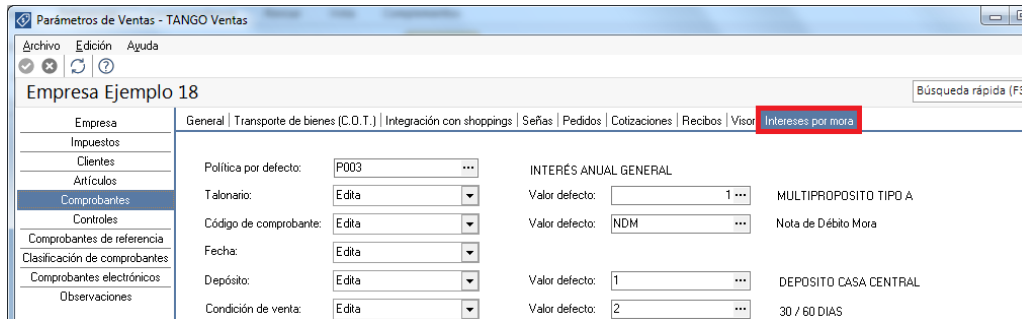 Parámetros de Ventas - TANGO Ventas
Archivo Edición Ayuda
Empresa Ejemplo 18
Búsqueda rápida (F3
Empresa
Impuestos
Clientes
Artículos
Comprobantes
Controles
Comprobantes de referencia
Clasificación de comprobantes
Comprobantes electrónicos
Observaciones
General Transporte de bienes (C.O.T.) Integración con shoppings Señas Pedidos Cotizaciones Recibos Visor Intereses por mora
Política por defecto: P003 ... INTERÉS ANUAL GENERAL
Talonario: Edita Valor defecto: 1 ... MULTIPROPOSITO TIPO A
Código de comprobante: Edita Valor defecto: NDM ... Nota de Débito Mora
Fecha: Edita
Depósito: Edita Valor defecto: 1 ... DEPOSITO CASA CENTRAL
Condición de venta: Edita Valor defecto: 2 ... 30 / 60 DIAS